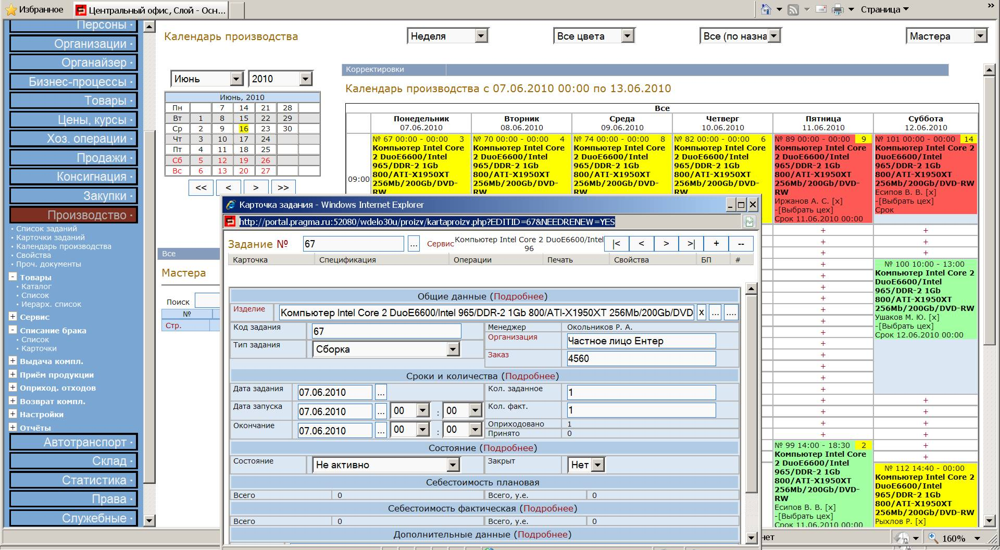 Избранное
Центральный офис, Слой - Осн...
Страница
Персоны
Организации
Органайзер
Бизнес-процессы
Товары
Цены, курсы
Хоз. операции
Продажи
Консигнация
Закупки
Производство
Список заданий
Карточки заданий
Календарь производства
Свойства
Проч. документы
- Товары
Каталог
Список
Иерарх. список
+ Сервис
- Списание брака
Список
Карточки
+ Выдача компл.
+ Приём продукции
+ Оприход. отходов
+ Возврат компл.
+ Настройки
+ Отчёты
Автотранспорт
Склад
Статистика
Права
Служебные
Календарь производства
Неделя
Все цвета
Все (по назна
Мастера
Июнь 2010
Июнь, 2010
Пн 7 14 21 28
Вт 1 8 15 22 29
Ср 2 9 16 23 30
Чт 3 10 17 24
Пт 4 11 18 25
Сб 5 12 19 26
Вс 6 13 20 27
<< < > >>
Все
Мастера
Поиск
№
Стр.
Корректировки
Календарь производства с 07.06.2010 00:00 по 13.06.2010
Все
Понедельник
07.06.2010
Вторник
08.06.2010
Среда
09.06.2010
Четверг
10.06.2010
Пятница
11.06.2010
Суббота
12.06.2010
09:00
№ 67 00:00 - 00:00 3
Компьютер Intel Core
2 DuoE6600/Intel
965/DDR-2 1Gb
800/ATI-X1950XT
256Mb/200Gb/DVD-
RW
№ 70 00:00 - 00:00 4
Компьютер Intel Core
2 DuoE6600/Intel
965/DDR-2 1Gb
800/ATI-X1950XT
256Mb/200Gb/DVD-
RW
№ 74 00:00 - 00:00 8
Компьютер Intel Core
2 DuoE6600/Intel
965/DDR-2 1Gb
800/ATI-X1950XT
256Mb/200Gb/DVD-
RW
№ 82 00:00 - 00:00 6
Компьютер Intel Core
2 DuoE6600/Intel
965/DDR-2 1Gb
800/ATI-X1950XT
256Mb/200Gb/DVD-
RW
№ 89 00:00 - 00:00 9
Компьютер Intel Core
2 DuoE6600/Intel
965/DDR-2 1Gb
800/ATI-X1950XT
256Mb/200Gb/DVD-
RW
Иржанов А. С. [x]
-[Выбрать цех]
Срок 11.06.2010 00:00
№ 101 00:00 - 00:00 14
Компьютер Intel Core 2
DuoE6600/Intel
965/DDR-2 1Gb
800/ATI-X1950XT
256Mb/200Gb/DVD-RW
Есипов В. В. [x]
-[Выбрать цех]
Срок
№ 100 10:00 - 13:00
Компьютер Intel Core 2
DuoE6600/Intel
965/DDR-2 1Gb
800/ATI-X1950XT
256Mb/200Gb/DVD-RW
Ушаков М. Ю. [x]
-[Выбрать цех]
Срок 12.06.2010 00:00
№ 99 14:00 - 18:30 2
Компьютер Intel Core
2 DuoE6600/Intel
965/DDR-2 1Gb
800/ATI-X1950XT
256Mb/200Gb/DVD-
RW
Есипов В. В. [x]
-[Выбрать цех]
Срок 11.06.2010 00:00
№ 112 14:40 - 00:00
Компьютер Intel Core 2
DuoE6600/Intel
965/DDR-2 1Gb
800/ATI-X1950XT
256Mb/200Gb/DVD-RW
Рыхлов Р. [x]
Карточка задания - Windows Internet Explorer
http://portal.pragma.ru:52080/wdelo30u/proizv/kartaproizv.php?EDITID=67&NEEDRENEW=YES
Задание № 67 ... Сервис Компьютер Intel Core 2 DuoE6600/Intel
96
|< < > >| + --
Карточка Спецификация Операции Печать Свойства БП #
Общие данные (Подробнее)
Изделие Компьютер Intel Core 2 DuoE6600/Intel 965/DDR-2 1Gb 800/ATI-X1950XT 256Mb/200Gb/DVD x ... ....
Код задания 67
Тип задания Сборка
Менеджер Окольников Р. А.
Организация Частное лицо Ентер
Заказ 4560
Сроки и количества (Подробнее)
Дата задания 07.06.2010 ...
Дата запуска 07.06.2010 ... 00 : 00
Окончание 07.06.2010 ... 00 : 00
Кол. заданное 1
Кол. факт. 1
Оприходовано 1
Принято 0
Состояние (Подробнее)
Состояние Не активно
Закрыт Нет
Себестоимость плановая
Всего 0 Всего, у.е. 0
Себестоимость фактическая (Подробнее)
Всего 0 Всего, у.е. 0
Дополнительные данные (Подробнее)
160%